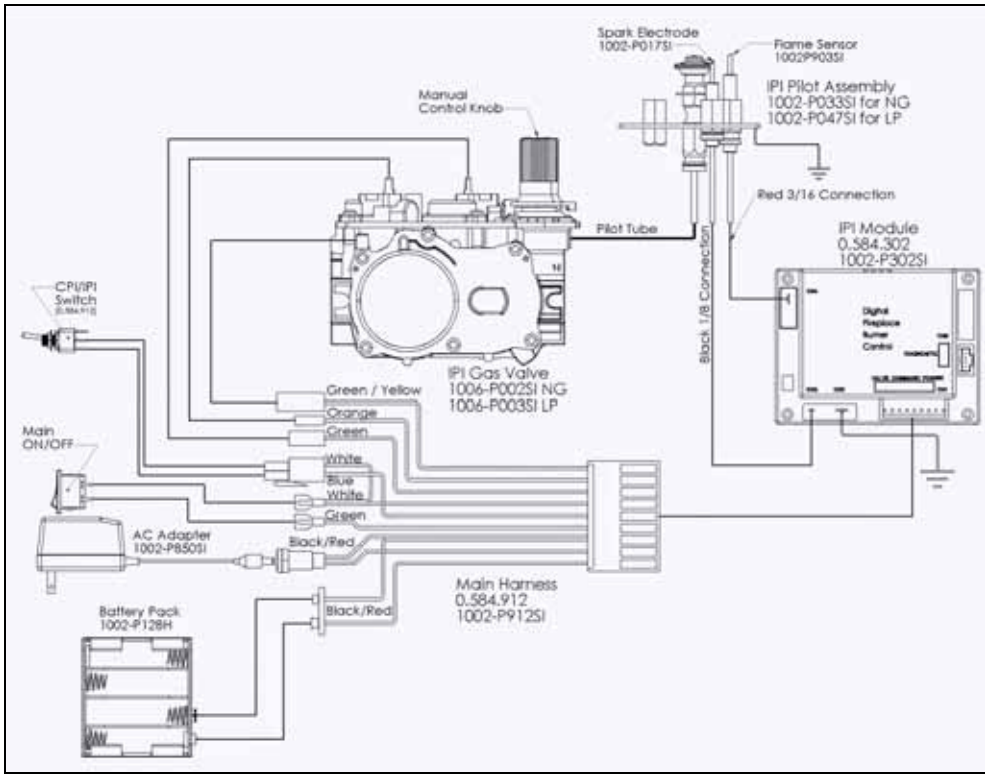 Spark Electrode
1002-P017SI
Flame Sensor
1002P903SI
IPI Pilot Assembly
1002-P033SI for NG
1002-P047SI for LP
Manual
Control Knob
Red 3/16 Connection
Pilot Tube
Black 1/8 Connection
IPI Module
0.584.302
1002-P302SI
Digital
Fireplace
Burner
Control
DIAGNOSTIC
CPI/IPI
Switch
IPI Gas Valve
1006-P002SI NG
1006-P003SI LP
Green / Yellow
Orange
Green
Main
ON/OFF
White
Blue
White
Green
AC Adapter
1002-P850SI
Black/Red
Main Harness
0.584.912
1002-P912SI
Black/Red
Battery Pack
1002-P128H